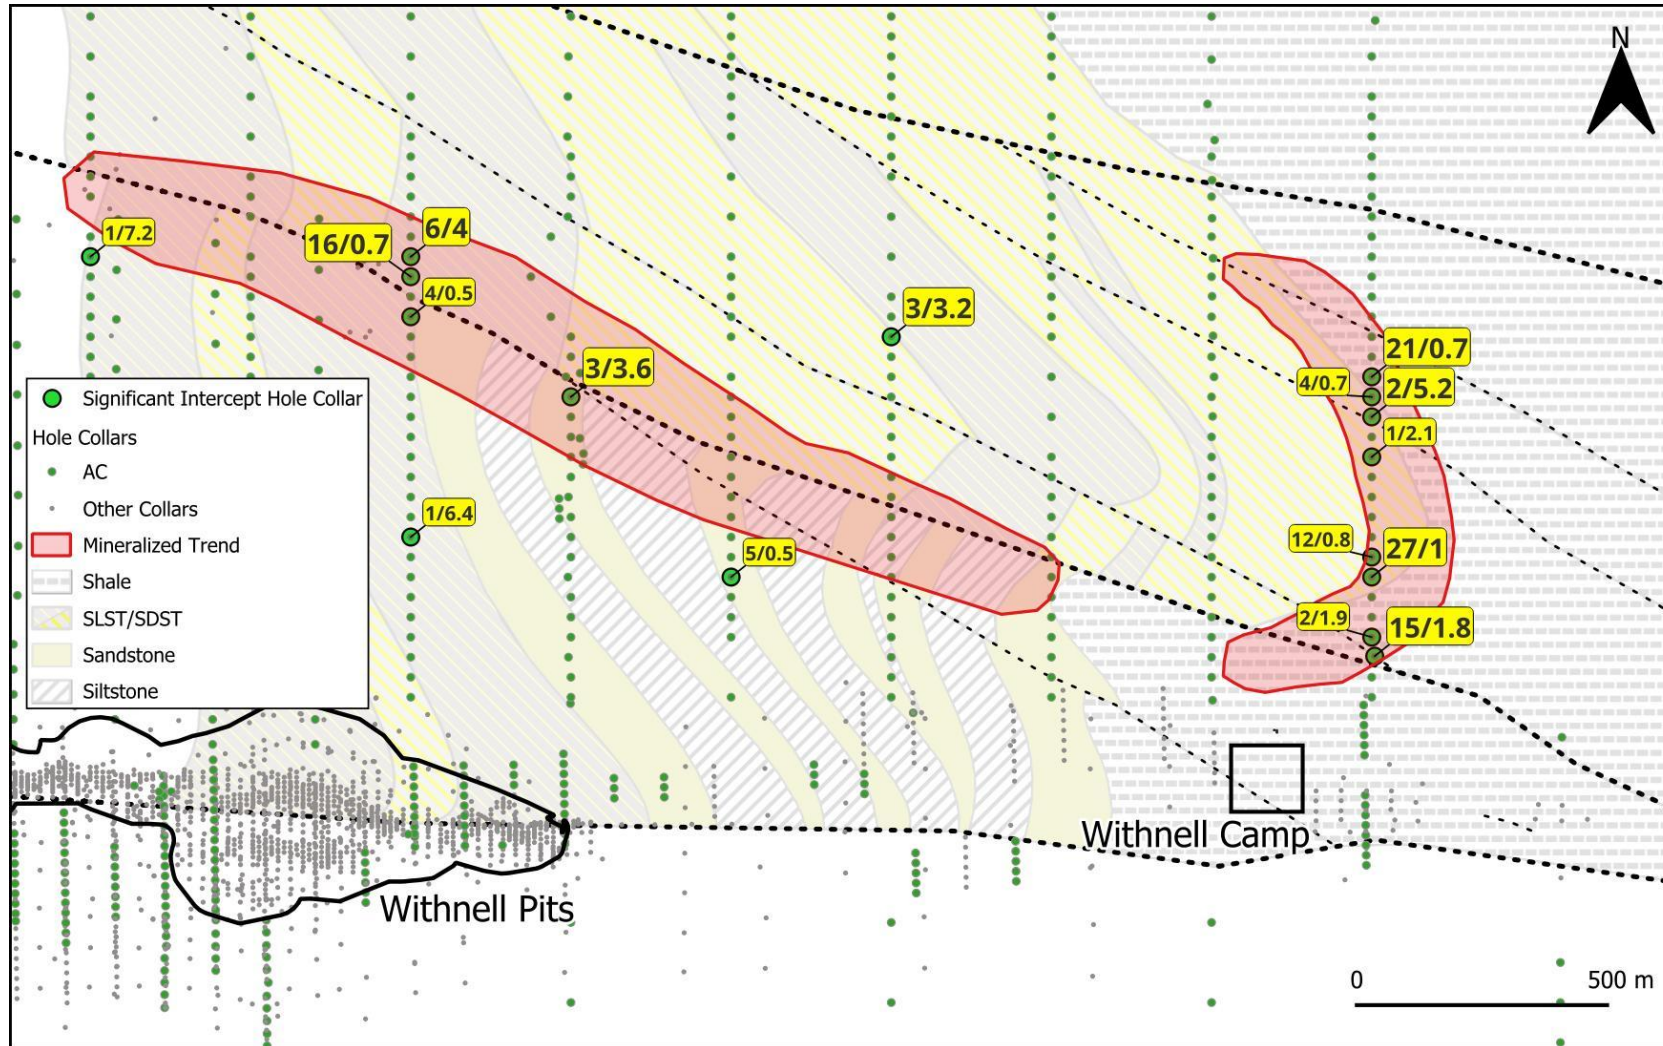 N
1/7.2
16/0.7
6/4
4/0.5
3/3.2
3/3.6
21/0.7
4/0.7
2/5.2
1/2.1
1/6.4
5/0.5
12/0.8
27/1
2/1.9
15/1.8
Significant Intercept Hole Collar
Hole Collars
AC
Other Collars
Mineralized Trend
Shale
SLST/SDST
Sandstone
Siltstone
Withnell Camp
Withnell Pits
0 500 m